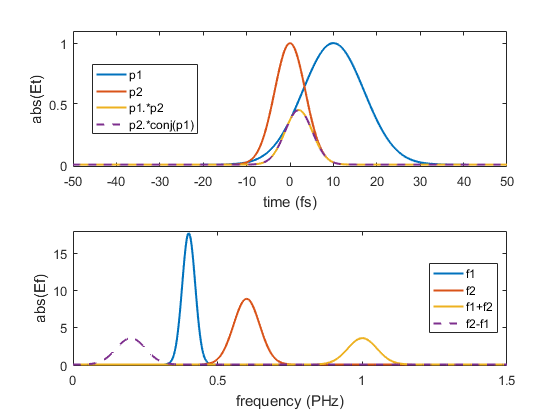 1
0.5
0
abs(Et)
p1
p2
p1.*p2
p2.*conj(p1)
-50 -40 -30 -20 -10 0 10 20 30 40 50
time (fs)
15
10
5
0
abs(Ef)
f1
f2
f1+f2
f2-f1
0 0.5 1 1.5
frequency (PHz)